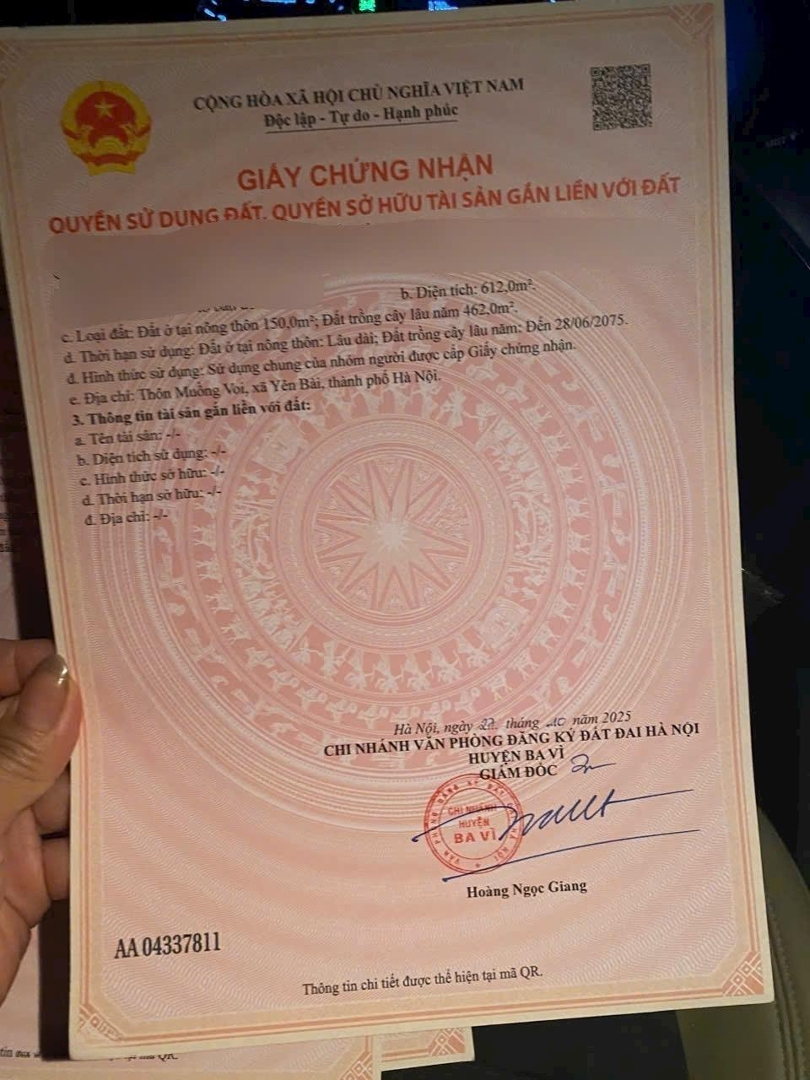 CỘNG HÒA XÃ HỘI CHỦ NGHĨA VIỆT NAM
Độc lập - Tự do - Hạnh phúc
GIẤY CHỨNG NHẬN
QUYỀN SỬ DỤNG ĐẤT, QUYỀN SỞ HỮU TÀI SẢN GẮN LIỀN VỚI ĐẤT
b. Diện tích: 612,0m².
c. Loại đất: Đất ở tại nông thôn 150,0m²; Đất trồng cây lâu năm 462,0m².
d. Thời hạn sử dụng: Đất ở tại nông thôn: Lâu dài; Đất trồng cây lâu năm: Đến 28/06/2075.
đ. Hình thức sử dụng: Sử dụng chung của nhóm người được cấp Giấy chứng nhận.
e. Địa chỉ: Thôn Muồng Voi, xã Yên Bài, thành phố Hà Nội.
3. Thông tin tài sản gắn liền với đất:
a. Tên tài sản: -/-
b. Diện tích sử dụng: -/-
c. Hình thức sở hữu: -/-
d. Thời hạn sở hữu: -/-
đ. Địa chỉ: -/-
Hà Nội, ngày 22 tháng 10 năm 2025
CHI NHÁNH VĂN PHÒNG ĐĂNG KÝ ĐẤT ĐAI HÀ NỘI
HUYỆN BA VÌ
GIÁM ĐỐC
CHI NHÁNH
HUYỆN
BA VÌ
Hoàng Ngọc Giang
AA 04337811
Thông tin chi tiết được thể hiện tại mã QR.